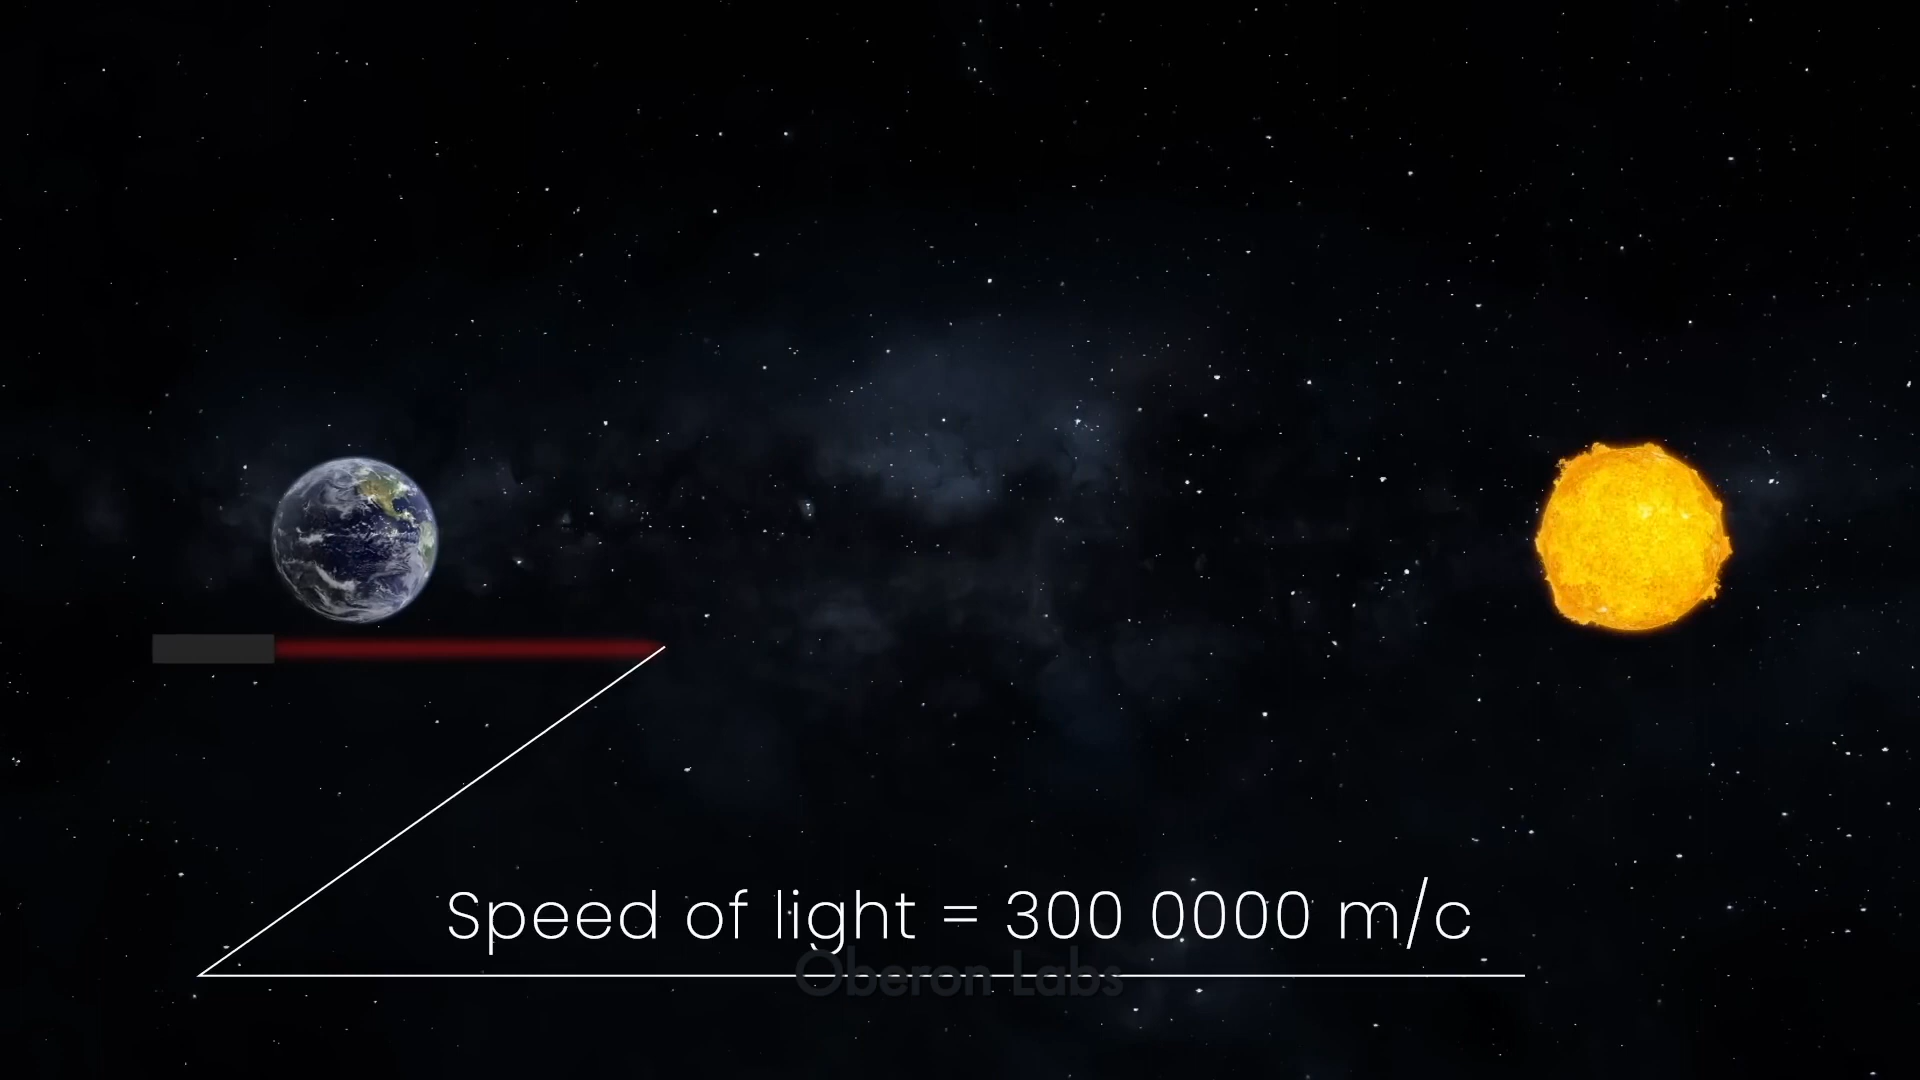 Speed of light = 300 0000 m/c
Oberon Labs